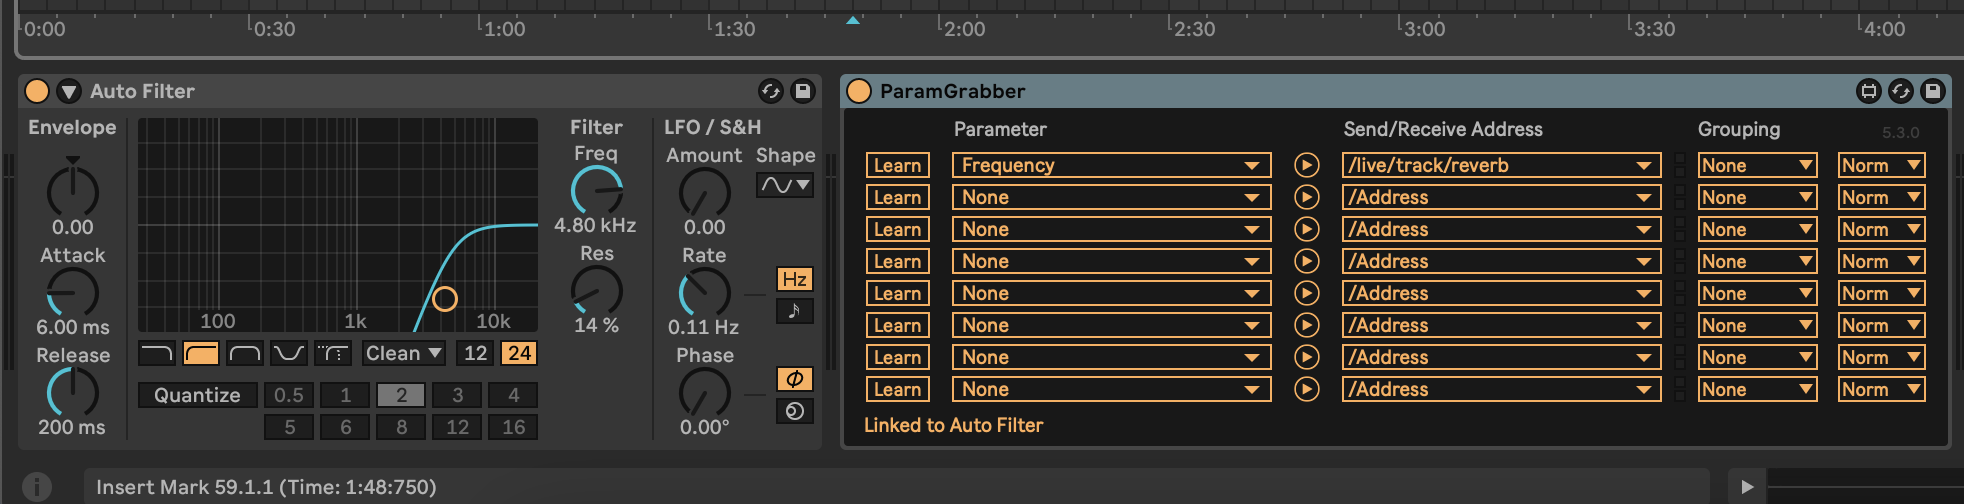 0:00 0:30 1:00 1:30 2:00 2:30 3:00 3:30 4:00
Auto Filter
Envelope
0.00
Attack
6.00 ms
Release
200 ms
100 1k 10k
Clean 12 24
Quantize 0.5 1 2 3 4
5 6 8 12 16
Filter
Freq
4.80 kHz
Res
14 %
LFO / S&H
Amount Shape
0.00
Rate
Hz
0.11 Hz
Phase
0.00°
ParamGrabber
Parameter Send/Receive Address Grouping 5.3.0
Learn Frequency /live/track/reverb None Norm
Learn None /Address None Norm
Learn None /Address None Norm
Learn None /Address None Norm
Learn None /Address None Norm
Learn None /Address None Norm
Learn None /Address None Norm
Learn None /Address None Norm
Linked to Auto Filter
Insert Mark 59.1.1 (Time: 1:48:750)